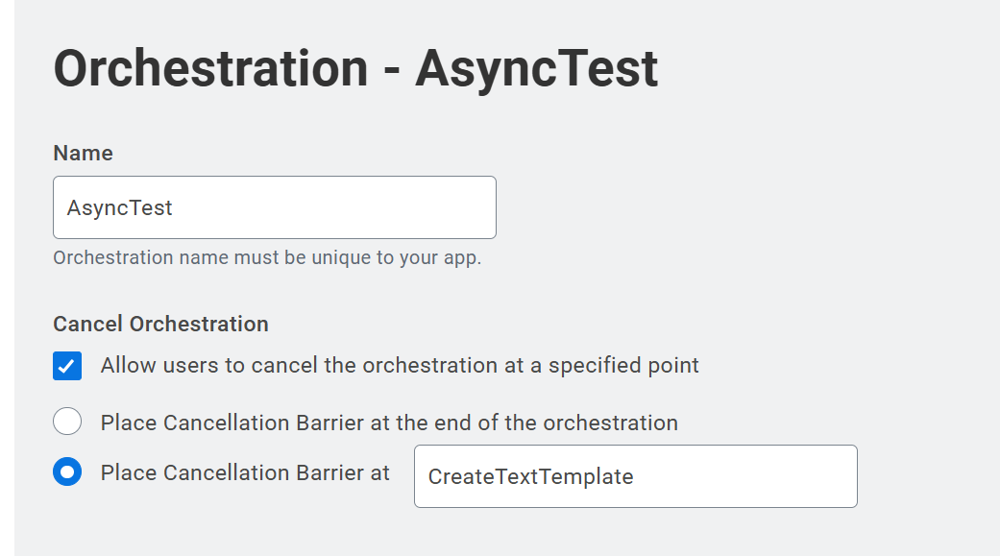 Orchestration - AsyncTest
Name
AsyncTest
Orchestration name must be unique to your app.
Cancel Orchestration
Allow users to cancel the orchestration at a specified point
Place Cancellation Barrier at the end of the orchestration
Place Cancellation Barrier at CreateTextTemplate